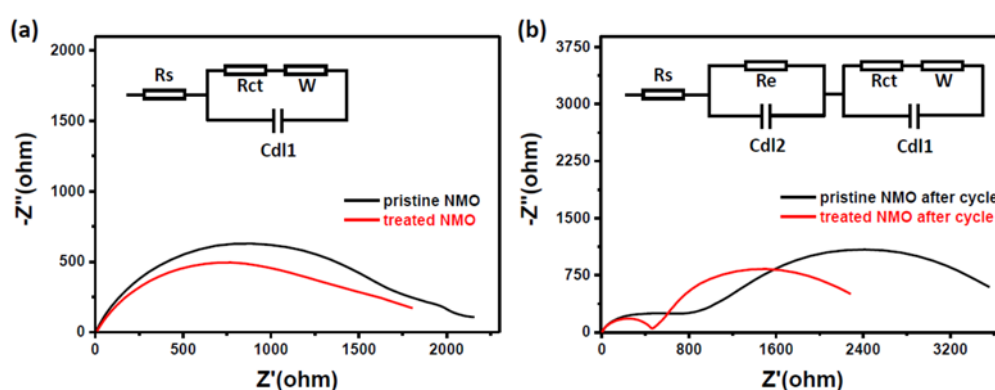 (a)
2000
1500
1000
500
0
-Z"(ohm)
Rs
Rct
W
Cdl1
pristine NMO
treated NMO
0
500
1000
1500
2000
Z'(ohm)
(b)
3750
3000
2250
1500
750
0
-Z"(ohm)
Rs
Re
Cdl2
Rct
W
Cdl1
pristine NMO after cycle
treated NMO after cycle
0
800
1600
2400
3200
Z'(ohm)